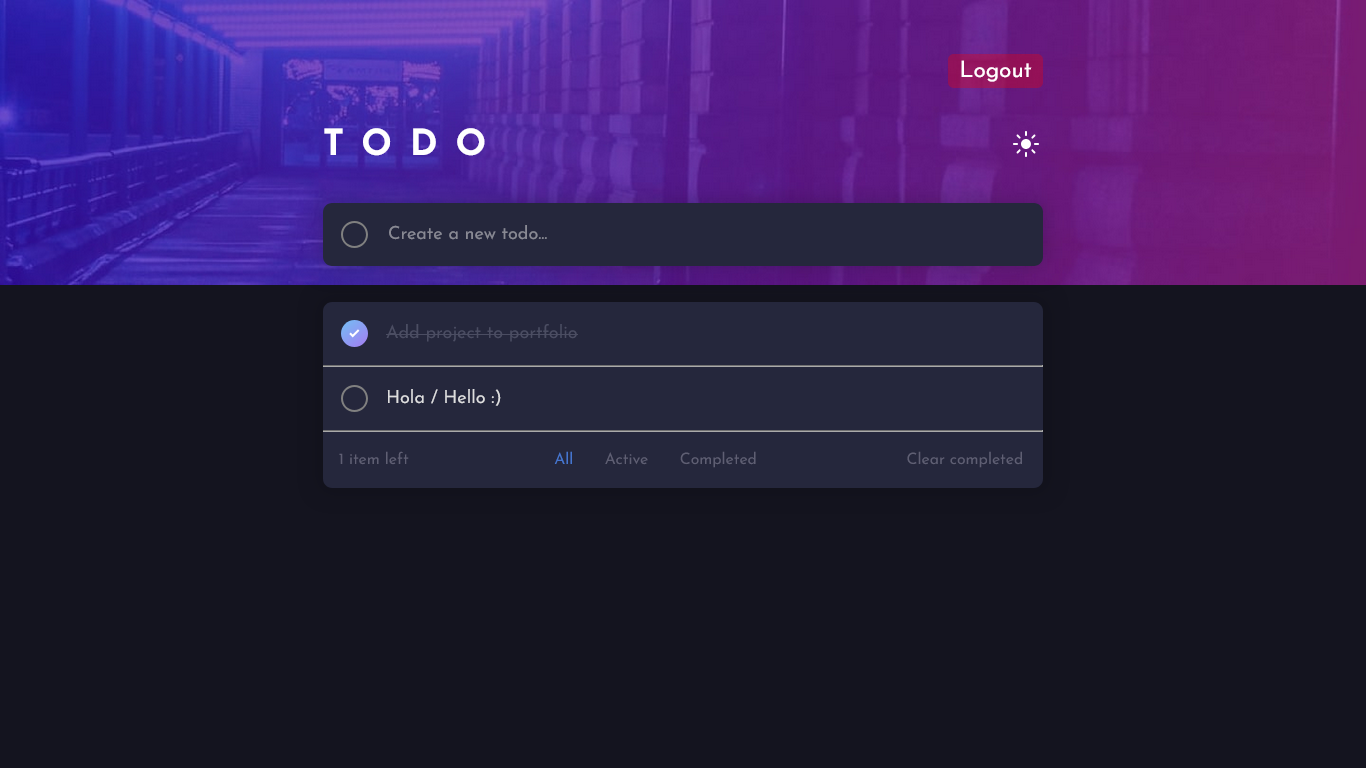 Logout
TODO
Create a new todo...
Add project to portfolio
Hola / Hello :)
1 item left All Active Completed Clear completed